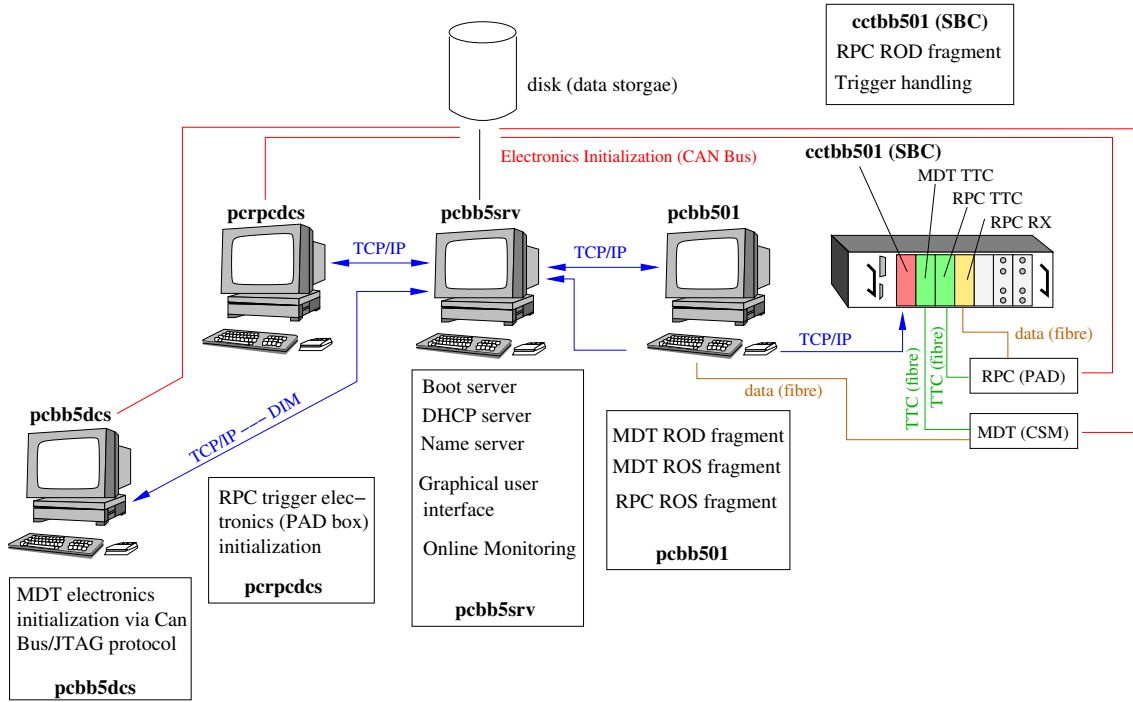 cctbb501 (SBC)
RPC ROD fragment
Trigger handling
disk (data storgae)
Electronics Initialization (CAN Bus)
cctbb501 (SBC)
MDT TTC
RPC TTC
RPC RX
pcrpcdcs
pcbb5srv
pcbb501
TCP/IP
TCP/IP
TCP/IP
data (fibre)
TTC (fibre)
TTC (fibre)
RPC (PAD)
MDT (CSM)
data (fibre)
pcbb5dcs
TCP/IP −−−− DIM
Boot server
DHCP server
Name server
Graphical user
interface
Online Monitoring
pcbb5srv
MDT ROD fragment
MDT ROS fragment
RPC ROS fragment
pcbb501
RPC trigger elec−
tronics (PAD box)
initialization
pcrpcdcs
MDT electronics
initialization via Can
Bus/JTAG protocol
pcbb5dcs